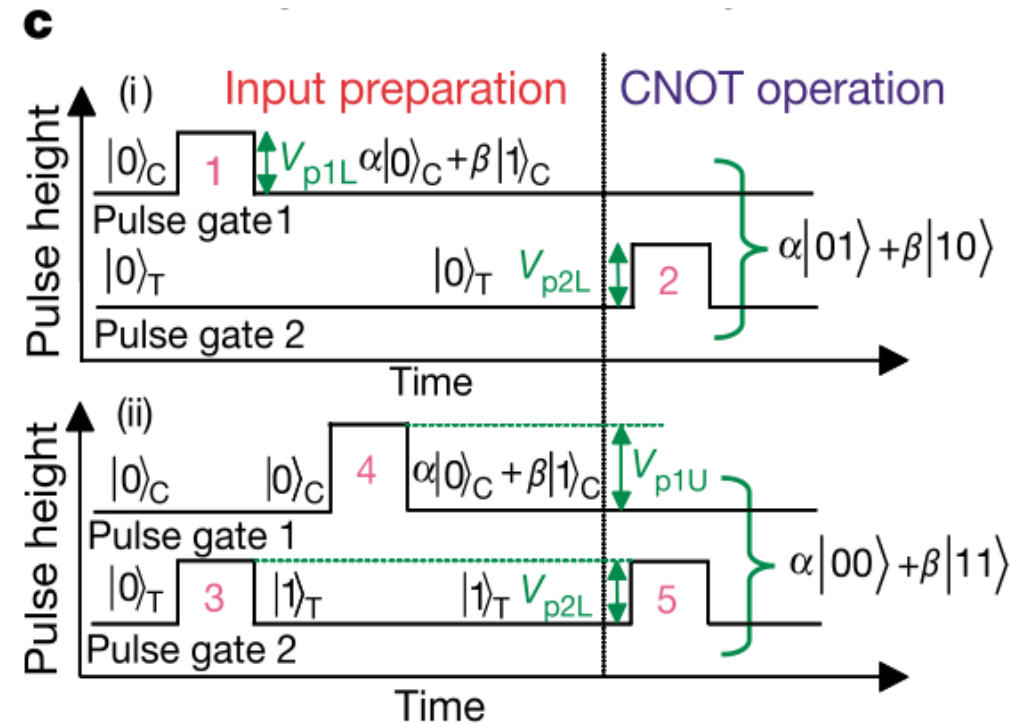 c
(i) Input preparation CNOT operation
Pulse height
|0⟩C 1 Vp1L α|0⟩C + β|1⟩C
Pulse gate1
α|01⟩ + β|10⟩
|0⟩T |0⟩T Vp2L 2
Pulse gate 2
Time
(ii)
Pulse height
|0⟩C |0⟩C 4 α|0⟩C + β|1⟩C Vp1U
Pulse gate 1
α|00⟩ + β|11⟩
|0⟩T 3 |1⟩T |1⟩T Vp2L 5
Pulse gate 2
Time